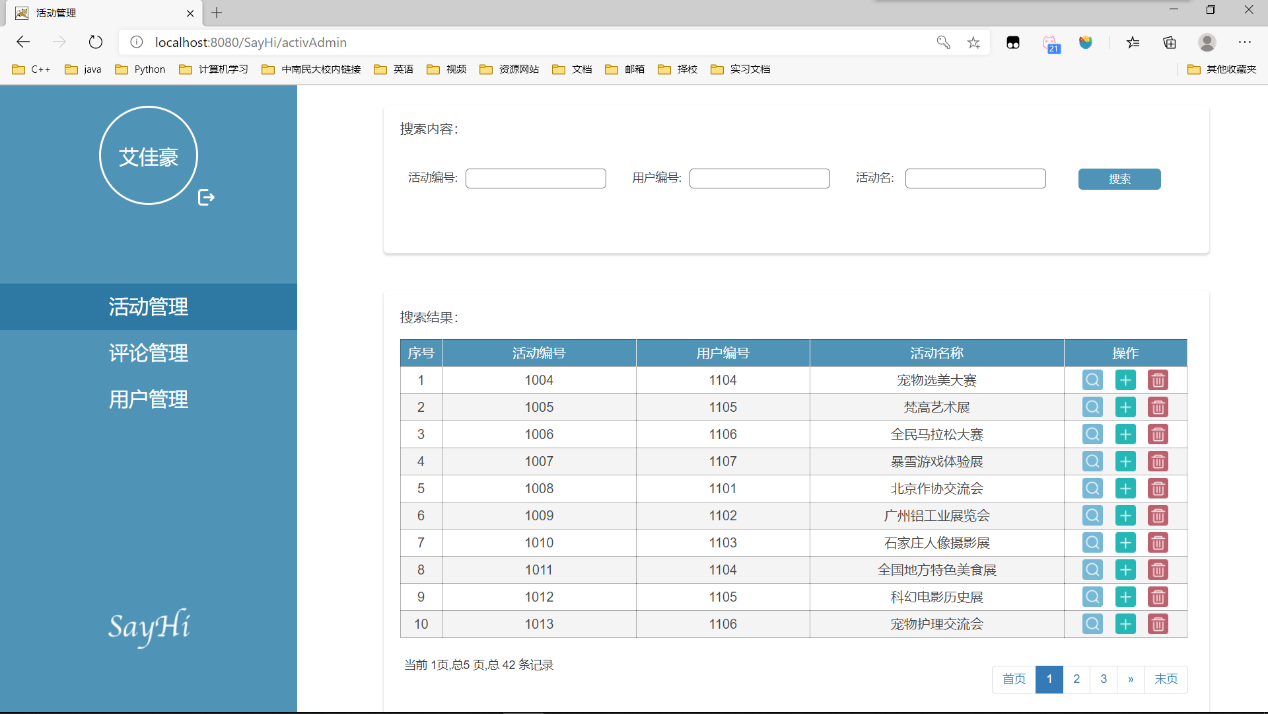 活动管理
localhost:8080/SayHi/activAdmin
21
C++ java Python 计算机学习 中南民大校内链接 英语 视频 资源网站 文档 邮箱 择校 实习文档 其他收藏夹
艾佳豪
活动管理
评论管理
用户管理
SayHi
搜索内容：
活动编号: 用户编号: 活动名: 搜索
搜索结果：
序号 活动编号 用户编号 活动名称 操作
1 1004 1104 宠物选美大赛
2 1005 1105 梵高艺术展
3 1006 1106 全民马拉松大赛
4 1007 1107 暴雪游戏体验展
5 1008 1101 北京作协交流会
6 1009 1102 广州铝工业展览会
7 1010 1103 石家庄人像摄影展
8 1011 1104 全国地方特色美食展
9 1012 1105 科幻电影历史展
10 1013 1106 宠物护理交流会
当前 1页,总5 页,总 42 条记录
首页 1 2 3 » 末页